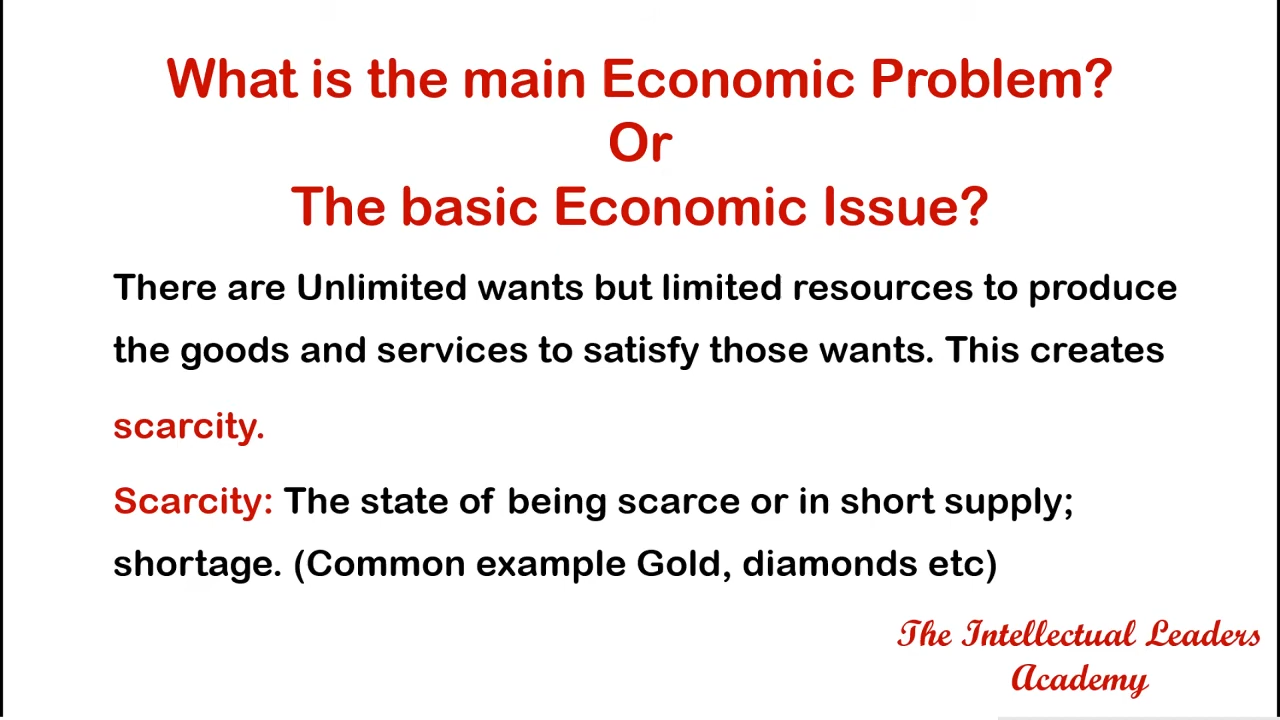 What is the main Economic Problem?
Or
The basic Economic Issue?
There are Unlimited wants but limited resources to produce
the goods and services to satisfy those wants. This creates
scarcity.
Scarcity: The state of being scarce or in short supply;
shortage. (Common example Gold, diamonds etc)
The Intellectual Leaders
Academy